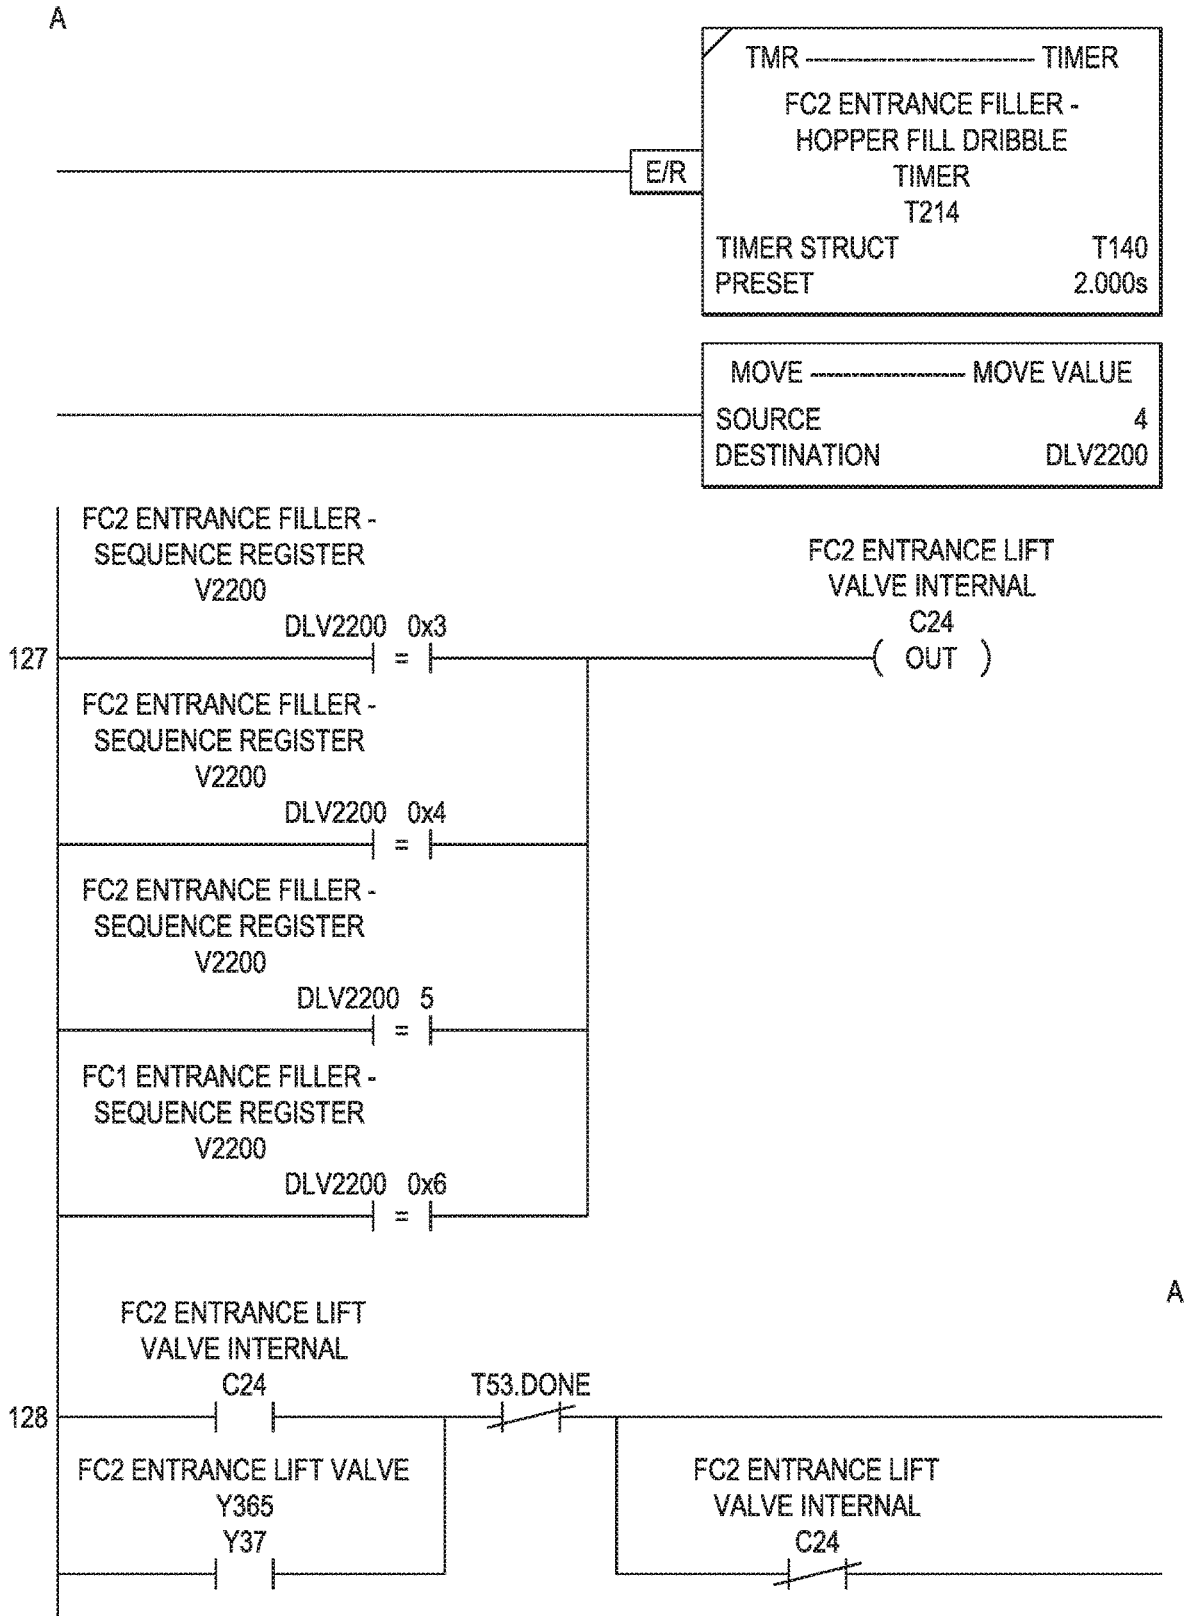 A
TMR TIMER
FC2 ENTRANCE FILLER -
HOPPER FILL DRIBBLE
TIMER
T214
E/R
TIMER STRUCT T140
PRESET 2.000s
MOVE MOVE VALUE
SOURCE 4
DESTINATION DLV2200
FC2 ENTRANCE FILLER -
SEQUENCE REGISTER
V2200
DLV2200 0x3
=
FC2 ENTRANCE LIFT
VALVE INTERNAL
C24
( OUT )
127
FC2 ENTRANCE FILLER -
SEQUENCE REGISTER
V2200
DLV2200 0x4
=
FC2 ENTRANCE FILLER -
SEQUENCE REGISTER
V2200
DLV2200 5
=
FC1 ENTRANCE FILLER -
SEQUENCE REGISTER
V2200
DLV2200 0x6
=
A
FC2 ENTRANCE LIFT
VALVE INTERNAL
C24 T53.DONE
128
FC2 ENTRANCE LIFT VALVE
Y365
Y37
FC2 ENTRANCE LIFT
VALVE INTERNAL
C24